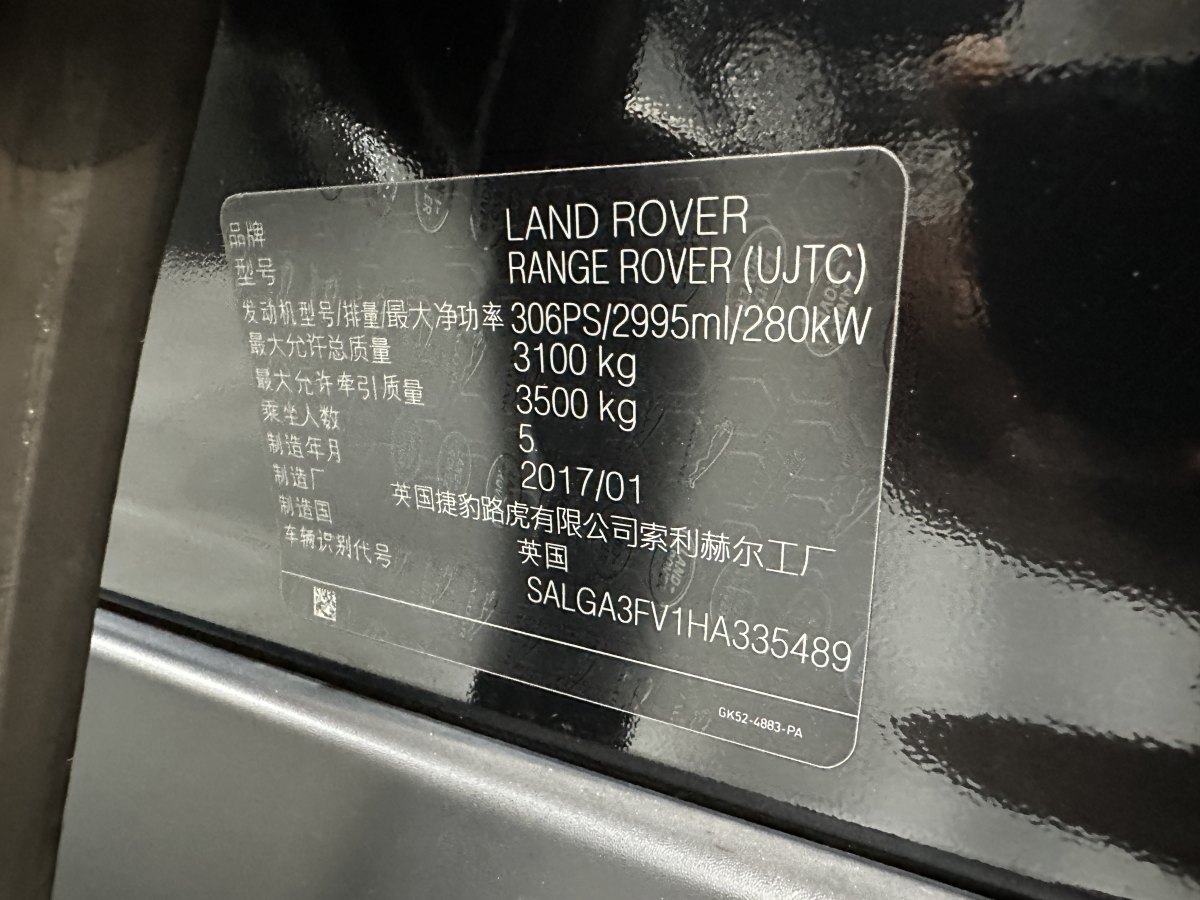 品牌 LAND ROVER
型号 RANGE ROVER (UJTC)
发动机型号/排量/最大净功率 306PS/2995ml/280kW
最大允许总质量 3100 kg
最大允许牵引质量 3500 kg
乘坐人数 5
制造年月 2017/01
制造厂 英国捷豹路虎有限公司索利赫尔工厂
制造国 英国
车辆识别代号 SALGA3FV1HA335489
GK52-4883-PA